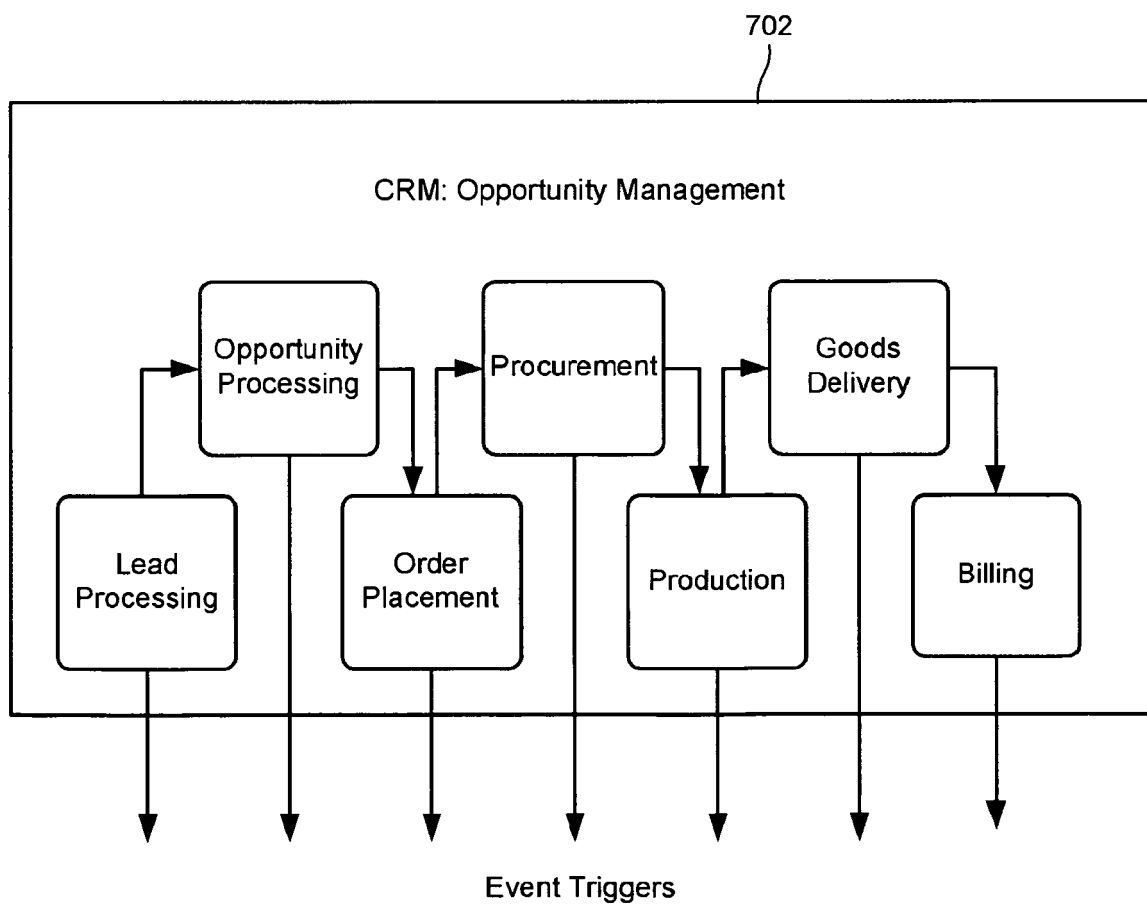 702
CRM: Opportunity Management
Opportunity
Processing
Procurement
Goods
Delivery
Lead
Processing
Order
Placement
Production
Billing
Event Triggers